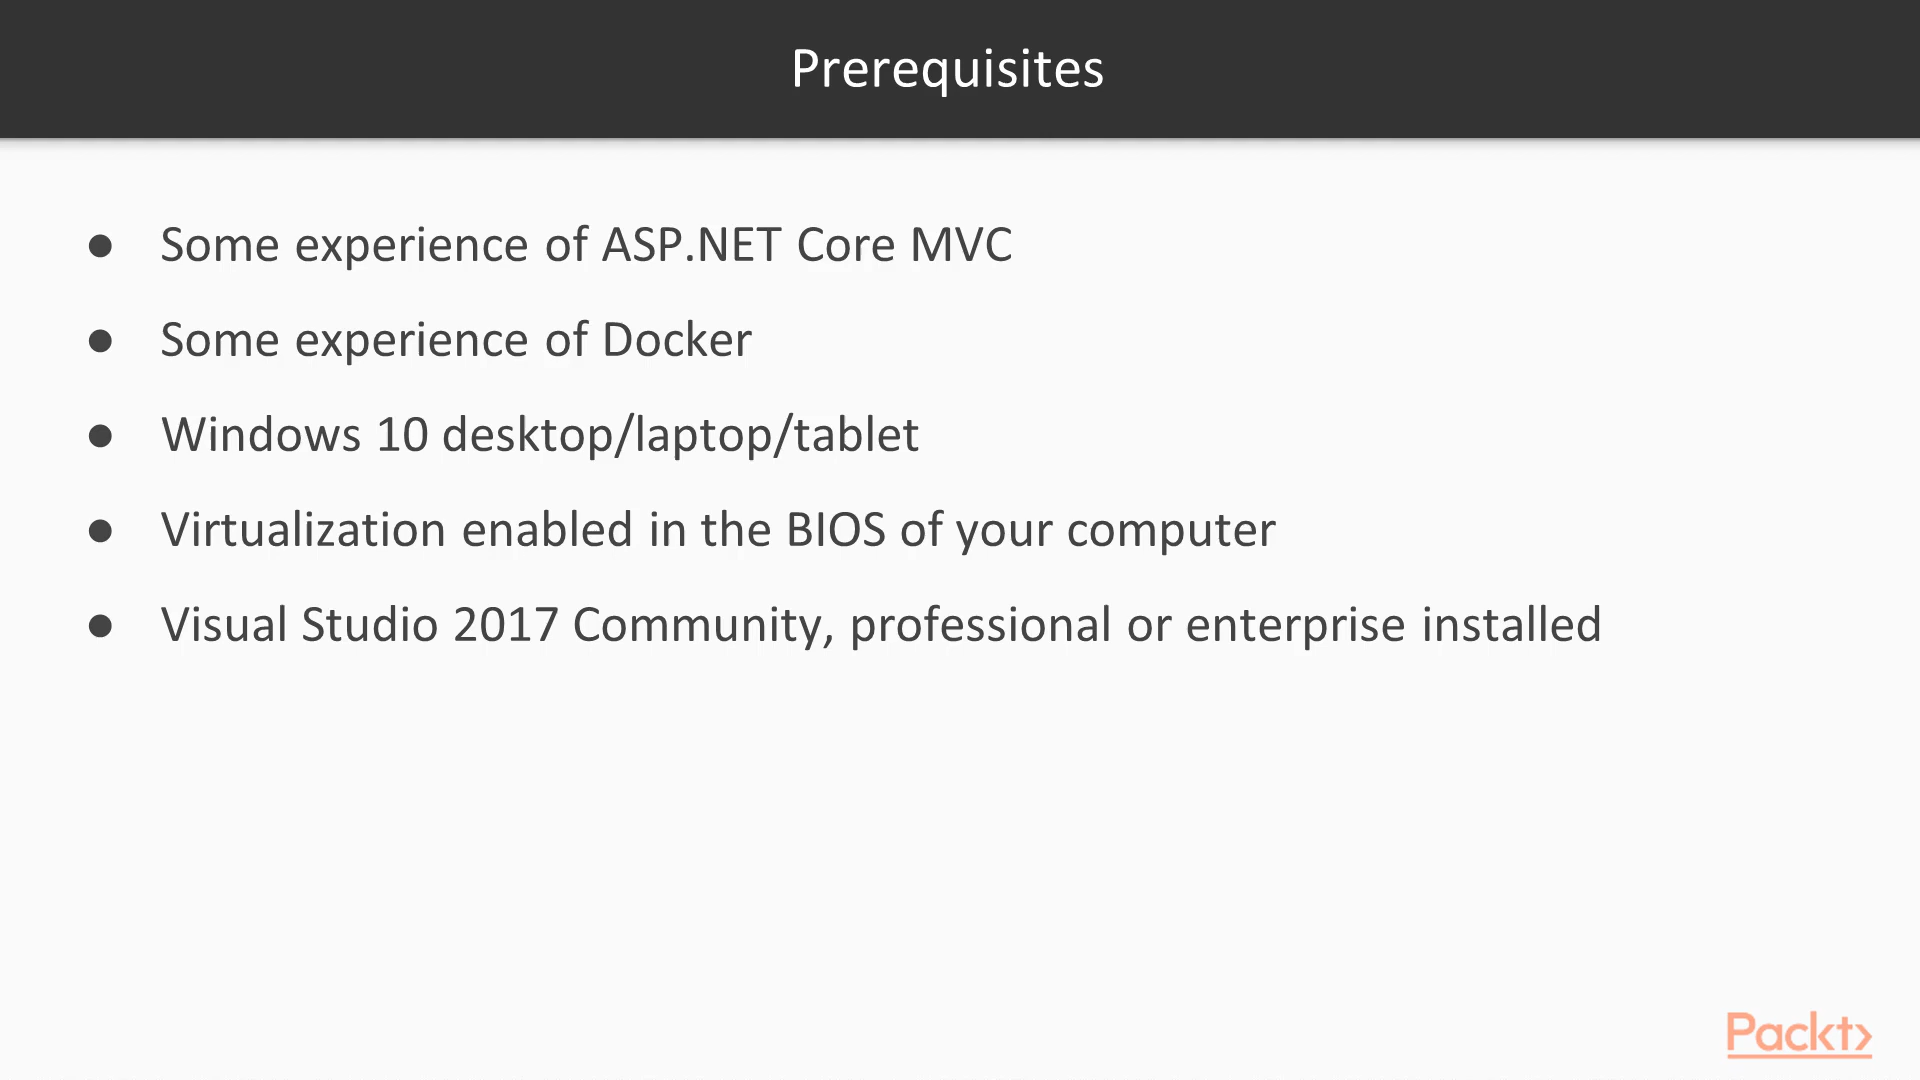 Prerequisites
● Some experience of ASP.NET Core MVC
● Some experience of Docker
● Windows 10 desktop/laptop/tablet
● Virtualization enabled in the BIOS of your computer
● Visual Studio 2017 Community, professional or enterprise installed
Packt>